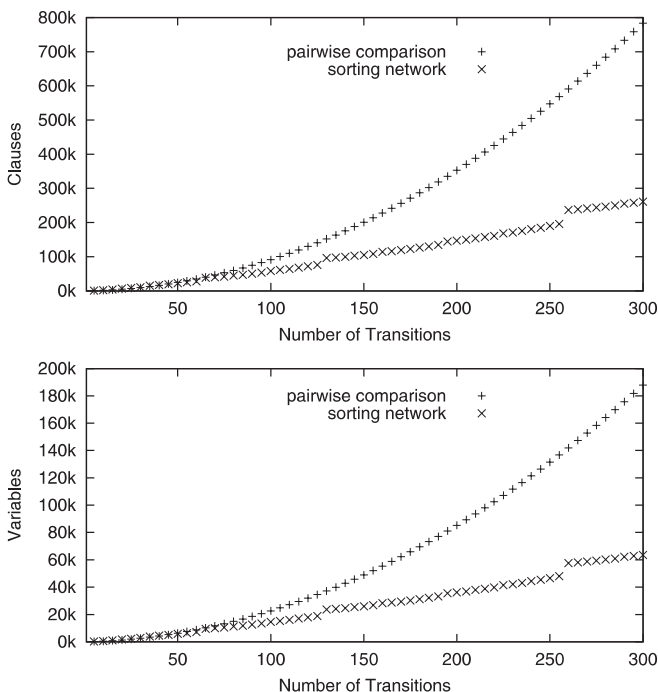 800k
700k
600k
500k
400k
300k
200k
100k
0k
Clauses
pairwise comparison
sorting network
50 100 150 200 250 300
Number of Transitions
200k
180k
160k
140k
120k
100k
80k
60k
40k
20k
0k
Variables
pairwise comparison
sorting network
50 100 150 200 250 300
Number of Transitions